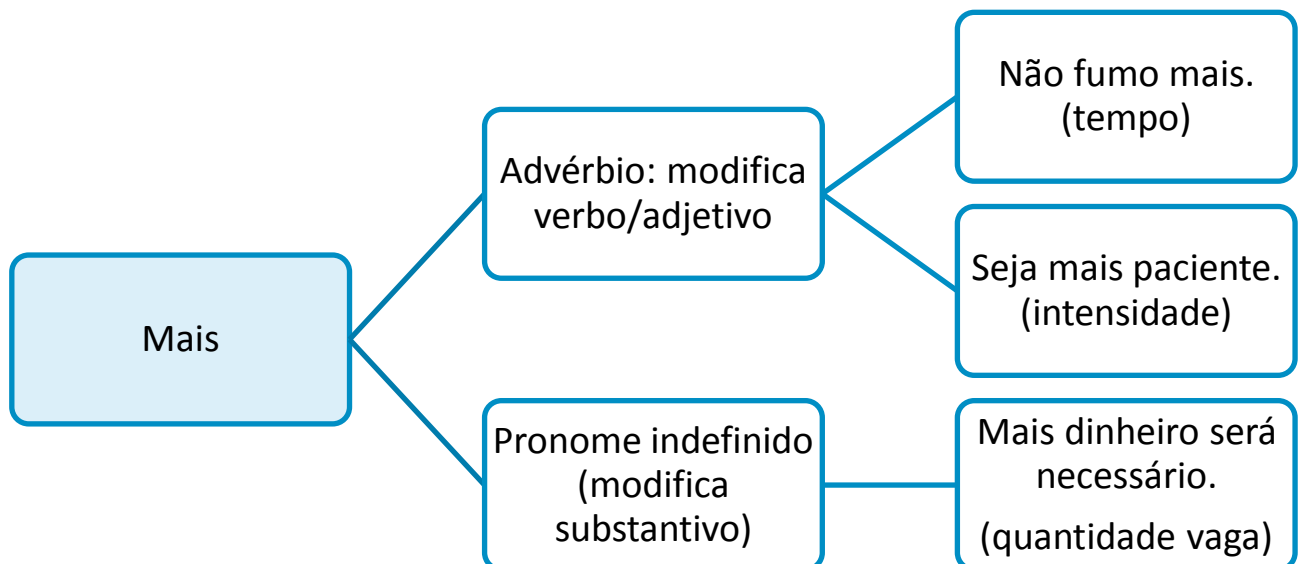 Mais
Advérbio: modifica
verbo/adjetivo
Não fumo mais.
(tempo)
Seja mais paciente.
(intensidade)
Pronome indefinido
(modifica
substantivo)
Mais dinheiro será
necessário.
(quantidade vaga)